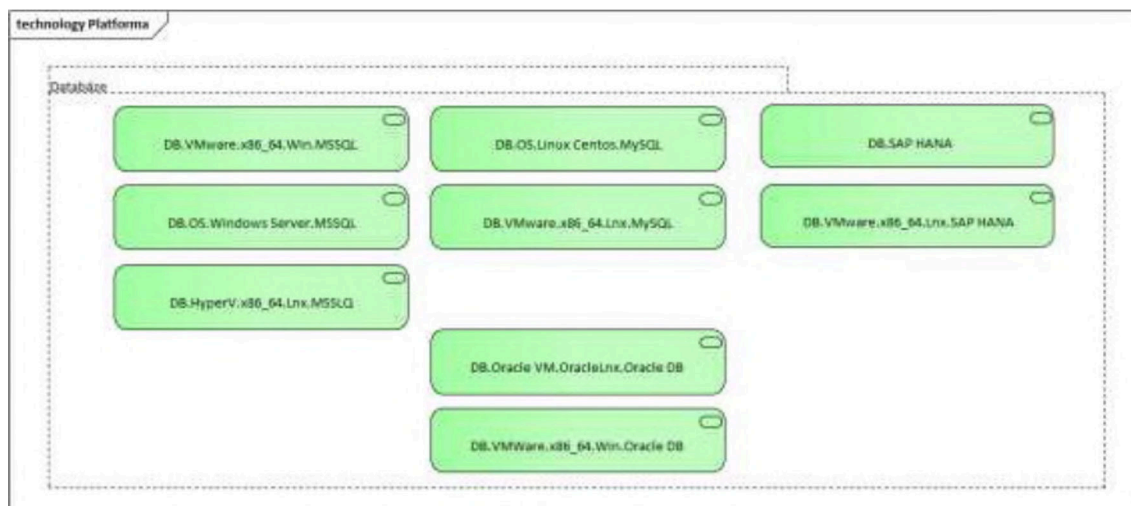 technology Platforma
Databáze
DB.VMware.x86_64.Win.MSSQL
DB.OS.Linux Centos.MySQL
DB.SAP HANA
DB.OS.Windows Server.MSSQL
DB.VMware.x86_64.Lnx.MySQL
DB.VMware.x86_64.Lnx.SAP HANA
DB.HyperV.x86_64.Lnx.MSSLQ
DB.Oracle VM.OracleLnx.Oracle DB
DB.VMWare.x86_64.Win.Oracle DB